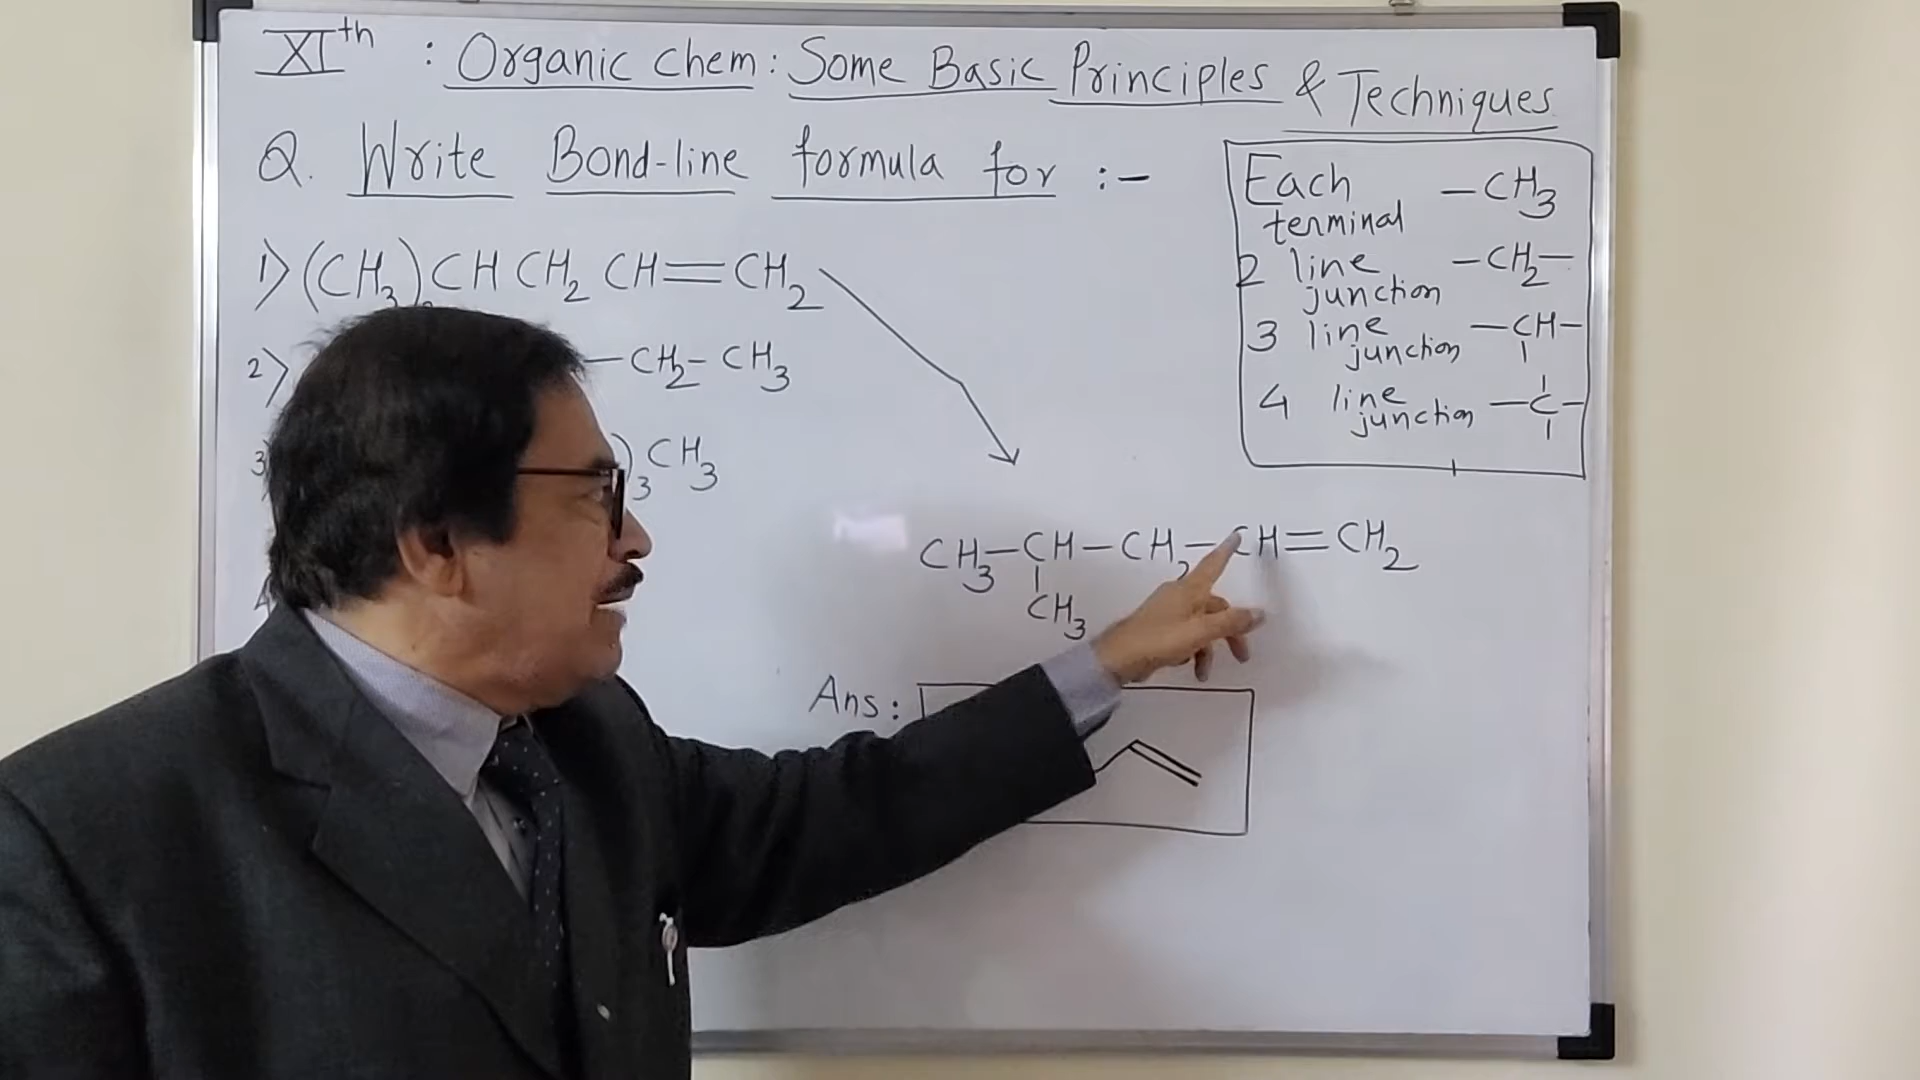 XIth : Organic Chem: Some Basic Principles & Techniques
Q. Write Bond-line formula for :-
1) (CH3)2CH CH2 CH=CH2
2) -CH2-CH3
3) )3CH3
4
Each terminal -CH3
2 line junction -CH2-
3 line junction -CH-
4 line junction -C-
CH3-CH-CH2-CH=CH2
CH3
Ans: